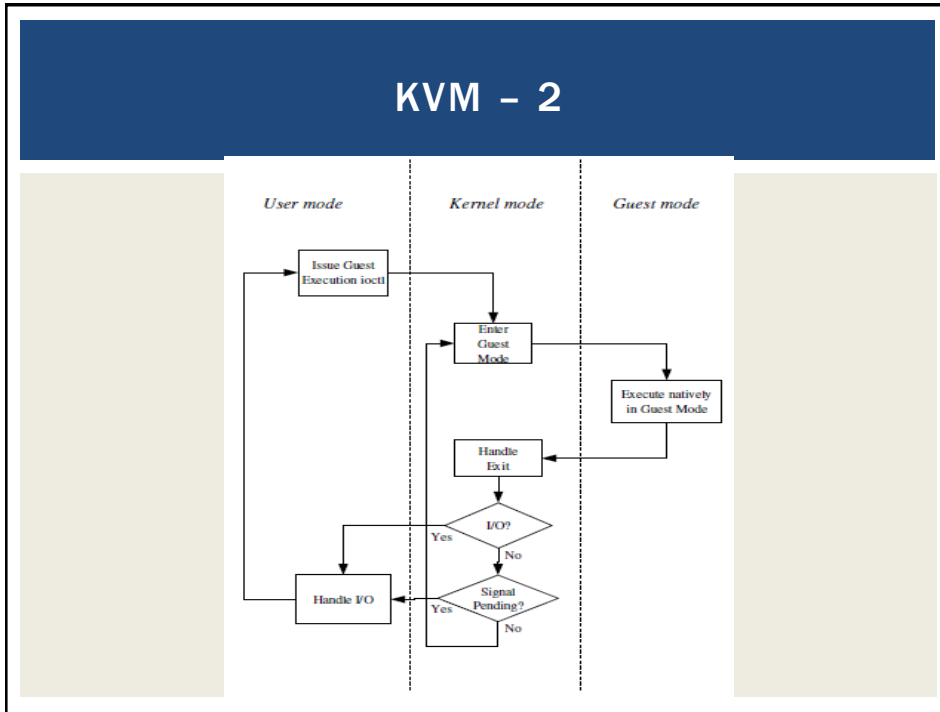 KVM – 2
User mode
Kernel mode
Guest mode
Issue Guest
Execution ioctl
Enter
Guest
Mode
Execute natively
in Guest Mode
Handle
Exit
I/O?
Yes
No
Handle I/O
Signal
Pending?
Yes
No